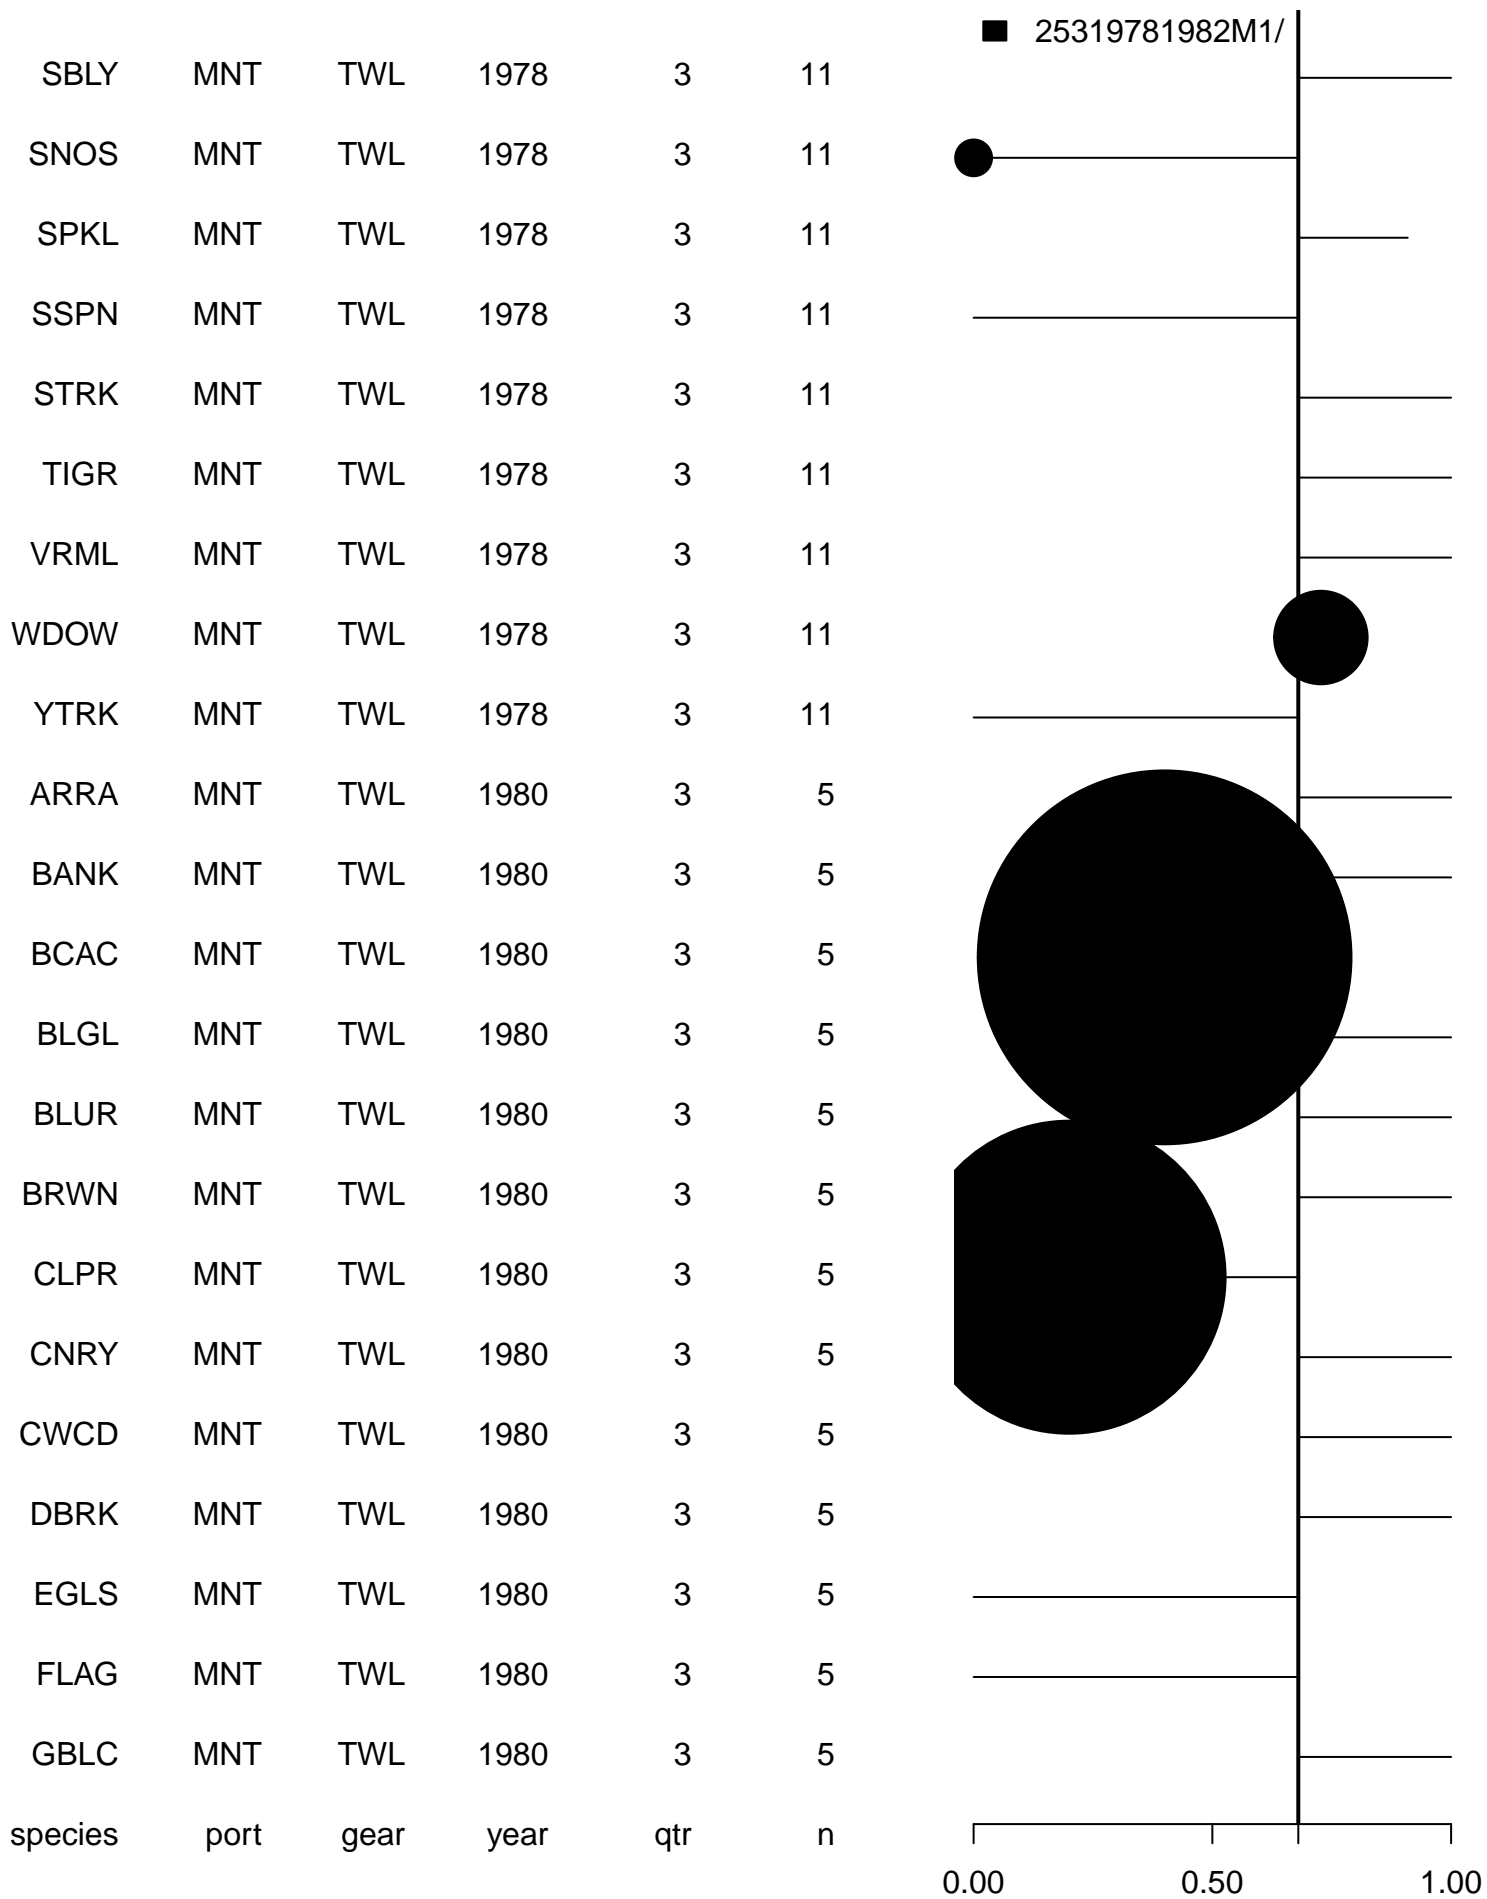 25319781982M1/
SBLY MNT TWL 1978 3 11
SNOS MNT TWL 1978 3 11
SPKL MNT TWL 1978 3 11
SSPN MNT TWL 1978 3 11
STRK MNT TWL 1978 3 11
TIGR MNT TWL 1978 3 11
VRML MNT TWL 1978 3 11
WDOW MNT TWL 1978 3 11
YTRK MNT TWL 1978 3 11
ARRA MNT TWL 1980 3 5
BANK MNT TWL 1980 3 5
BCAC MNT TWL 1980 3 5
BLGL MNT TWL 1980 3 5
BLUR MNT TWL 1980 3 5
BRWN MNT TWL 1980 3 5
CLPR MNT TWL 1980 3 5
CNRY MNT TWL 1980 3 5
CWCD MNT TWL 1980 3 5
DBRK MNT TWL 1980 3 5
EGLS MNT TWL 1980 3 5
FLAG MNT TWL 1980 3 5
GBLC MNT TWL 1980 3 5
species port gear year qtr n
0.00 0.50 1.00